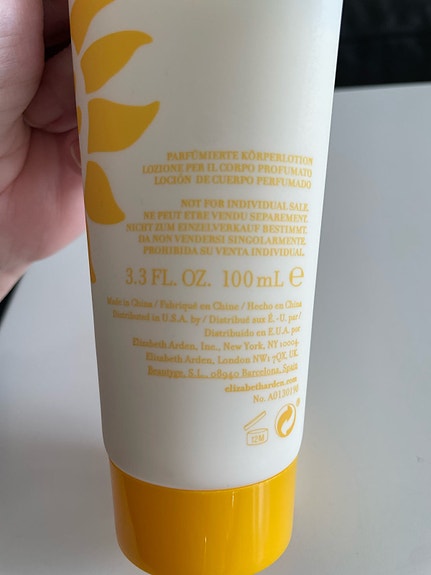 PARFÜMIERTE KÖRPERLOTION
LOZIONE PER IL CORPO PROFUMATO
LOCIÓN DE CUERPO PERFUMADO
NOT FOR INDIVIDUAL SALE.
NE PEUT ETRE VENDU SEPAREMENT.
NICHT ZUM EINZELVERKAUF BESTIMMT.
DA NON VENDERSI SINGOLARMENTE.
PROHIBIDA SU VENTA INDIVIDUAL.
3.3 FL. OZ. 100 mL ℮
Made in China / Fabriqué en Chine / Hecho en China
Distributed in U.S.A. by / Distribué aux É.-U. par/
Distribuido en E.U.A. por
Elizabeth Arden, Inc., New York, NY 10004.
Elizabeth Arden, London NW1 7QX, UK.
Beautyge, S.L., 08940 Barcelona, Spain
elizabetharden.com
No. A0130198
12M